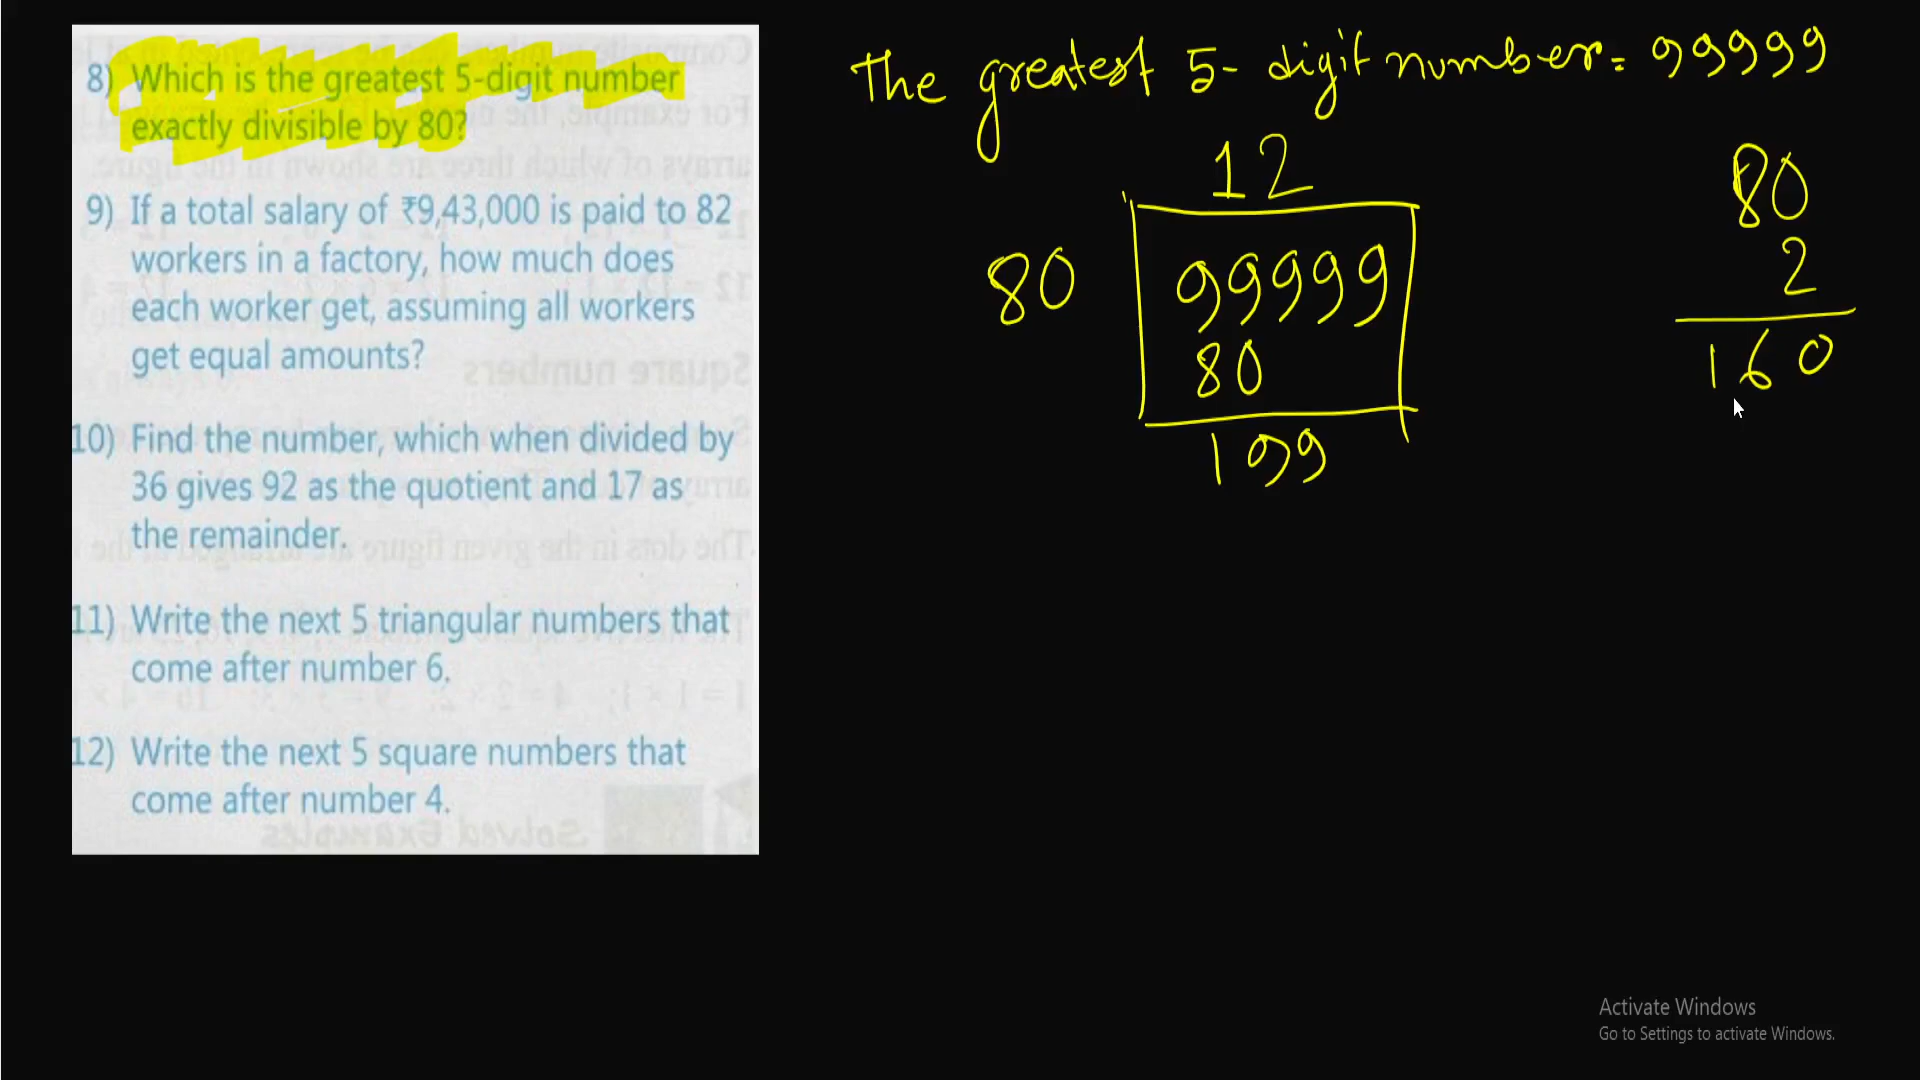 8) Which is the greatest 5-digit number
exactly divisible by 80?
9) If a total salary of ₹9,43,000 is paid to 82
workers in a factory, how much does
each worker get, assuming all workers
get equal amounts?
10) Find the number, which when divided by
36 gives 92 as the quotient and 17 as
the remainder.
11) Write the next 5 triangular numbers that
come after number 6.
12) Write the next 5 square numbers that
come after number 4.
The greatest 5-digit number = 99999
12
80 99999
80
199
80
2
160
Activate Windows
Go to Settings to activate Windows.